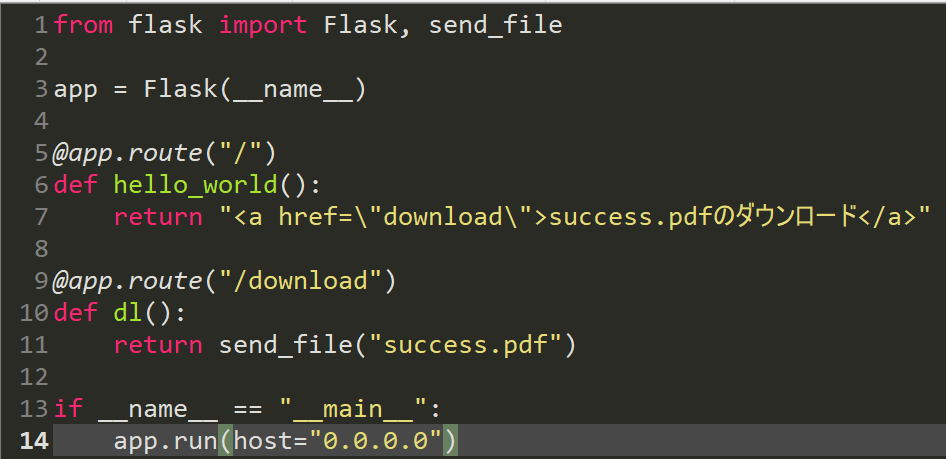 1 from flask import Flask, send_file
2
3 app = Flask(__name__)
4
5 @app.route("/")
6 def hello_world():
7     return "<a href=\"download\">success.pdfのダウンロード</a>"
8
9 @app.route("/download")
10 def dl():
11     return send_file("success.pdf")
12
13 if __name__ == "__main__":
14     app.run(host="0.0.0.0")